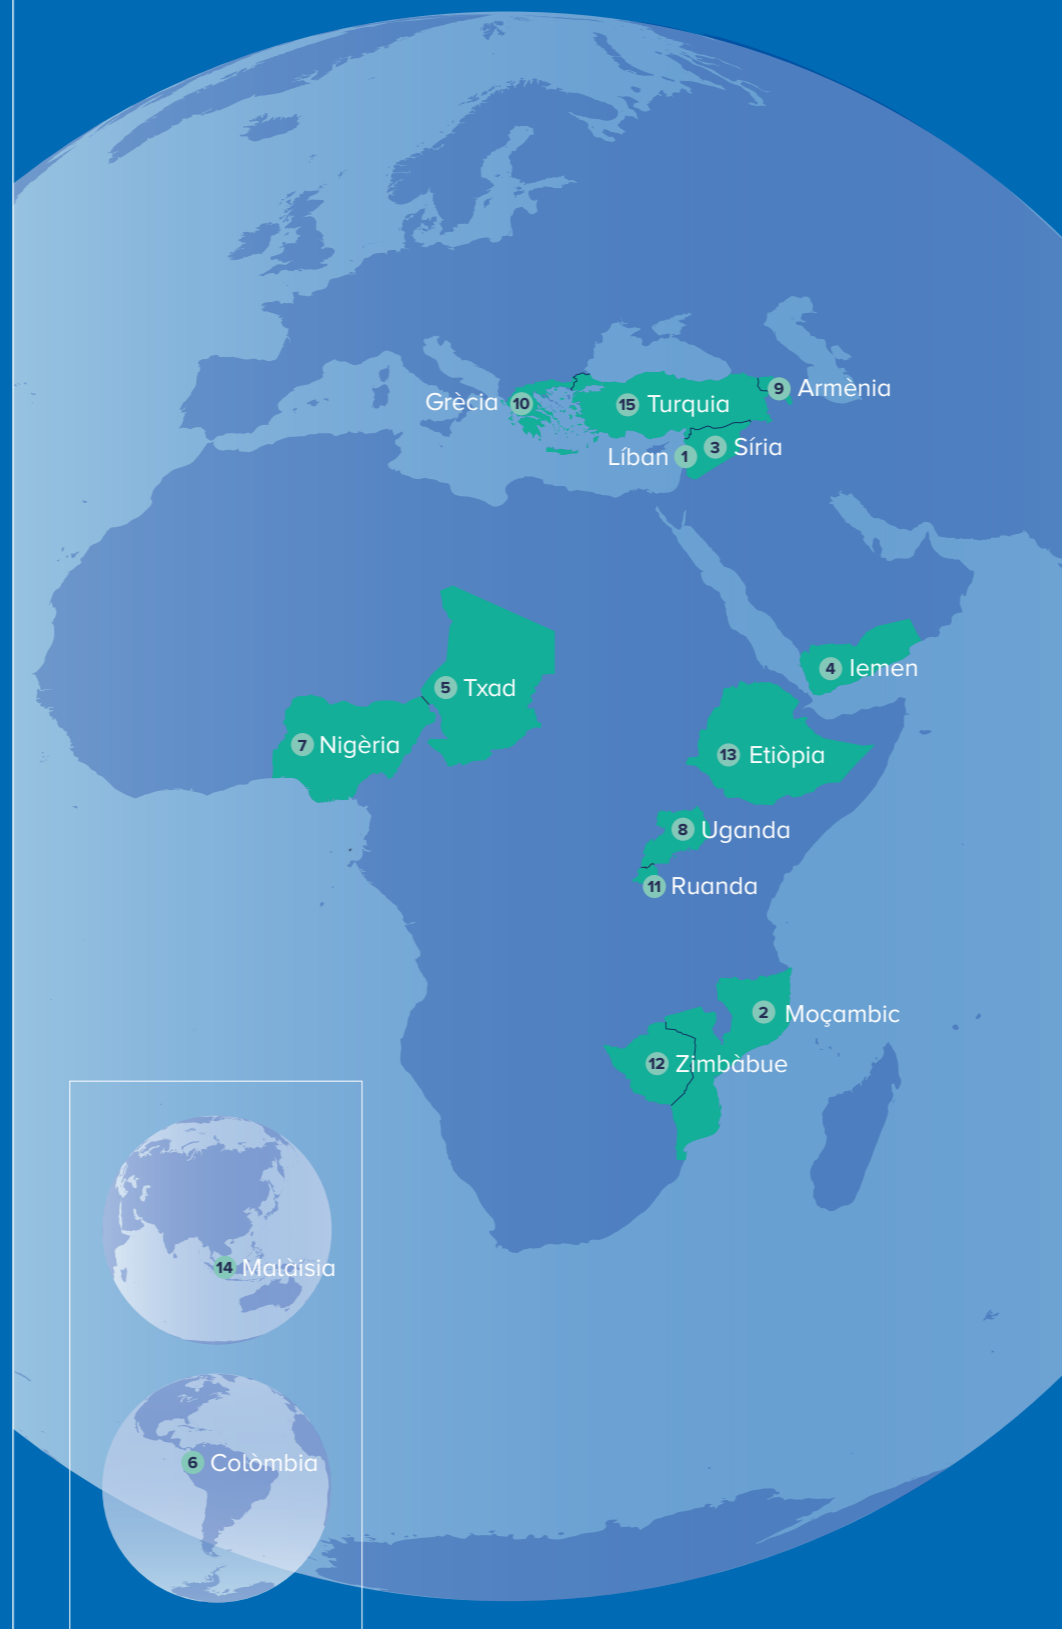 9 Armènia
Grècia 10
15 Turquia
3 Síria
Líban 1
4 Iemen
5 Txad
7 Nigèria
13 Etiòpia
8 Uganda
11 Ruanda
2 Moçambic
12 Zimbàbue
14 Malàisia
6 Colòmbia